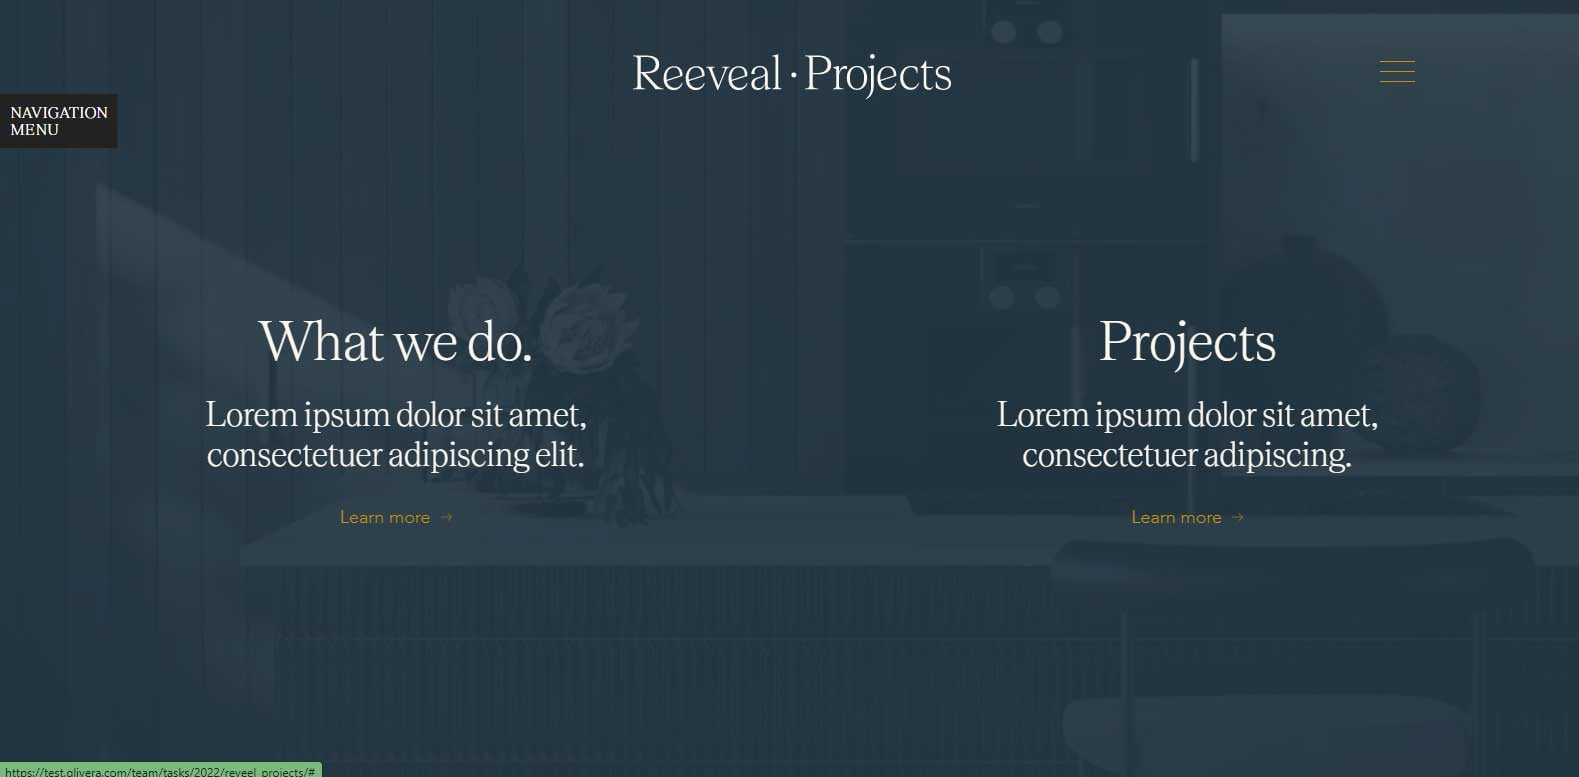 Reeveal · Projects
NAVIGATION
MENU
What we do.
Lorem ipsum dolor sit amet,
consectetuer adipiscing elit.
Learn more →
Projects
Lorem ipsum dolor sit amet,
consectetuer adipiscing.
Learn more →
https://test.qlivera.com/team/tasks/2022/reveel_projects/#